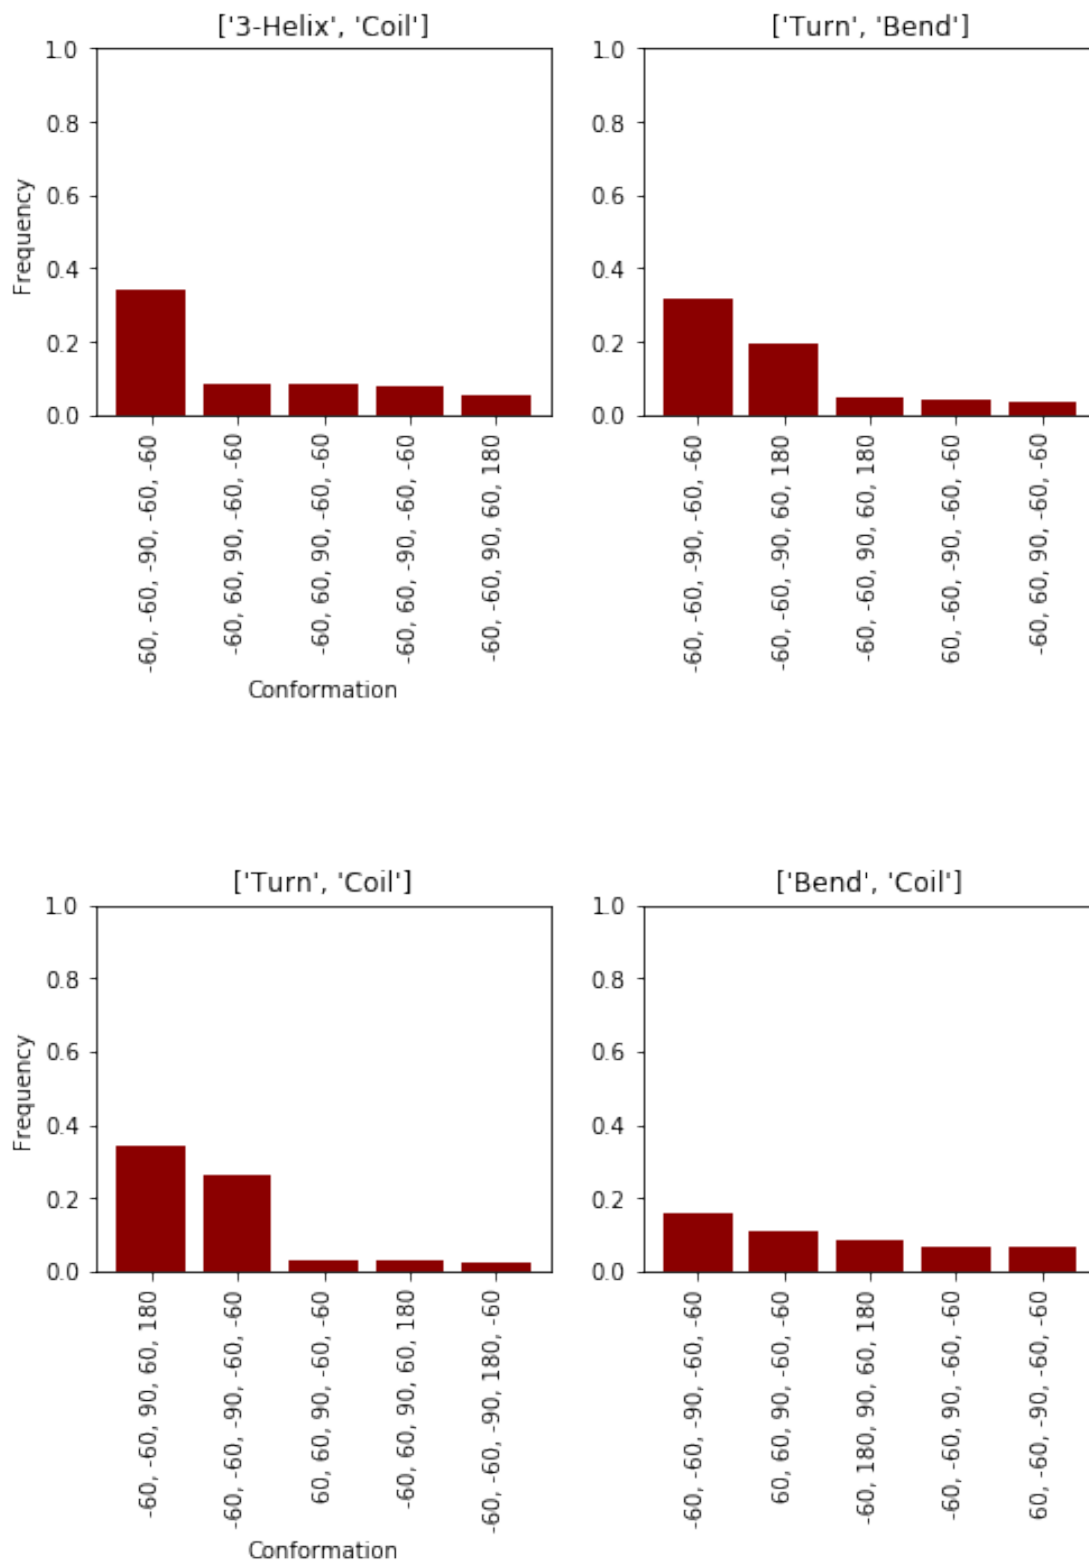 ['3-Helix', 'Coil']
['Turn', 'Bend']
1.0
0.8
0.6
0.4
0.2
0.0
Frequency
1.0
0.8
0.6
0.4
0.2
0.0
-60, -60, -90, -60, -60
-60, 60, 90, -60, -60
-60, 60, 90, -60, -60
-60, 60, -90, -60, -60
-60, -60, 90, 60, 180
Conformation
-60, -60, -90, -60, -60
-60, -60, -90, 60, 180
-60, -60, 90, 60, 180
60, -60, -90, -60, -60
-60, 60, 90, -60, -60
['Turn', 'Coil']
['Bend', 'Coil']
1.0
0.8
0.6
0.4
0.2
0.0
Frequency
1.0
0.8
0.6
0.4
0.2
0.0
-60, -60, 90, 60, 180
-60, -60, -90, -60, -60
60, 60, 90, -60, -60
-60, 60, 90, 60, 180
-60, -60, -90, 180, -60
Conformation
-60, -60, -90, -60, -60
60, 60, 90, -60, -60
-60, 180, 90, 60, 180
-60, -60, 90, -60, -60
60, -60, -90, -60, -60